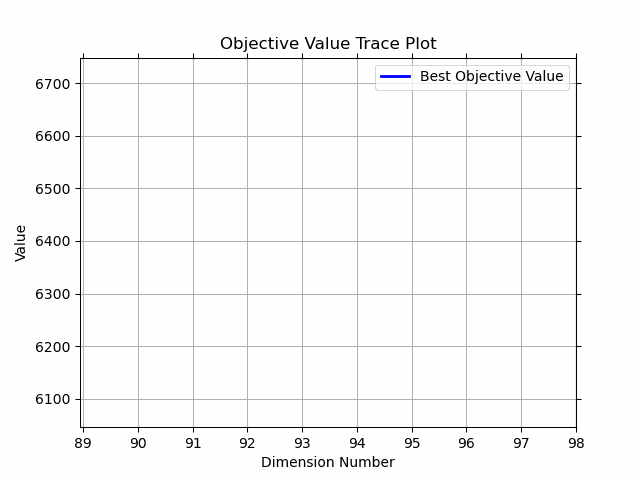 Objective Value Trace Plot
Best Objective Value
6700
6600
6500
6400
6300
6200
6100
Value
89 90 91 92 93 94 95 96 97 98
Dimension Number